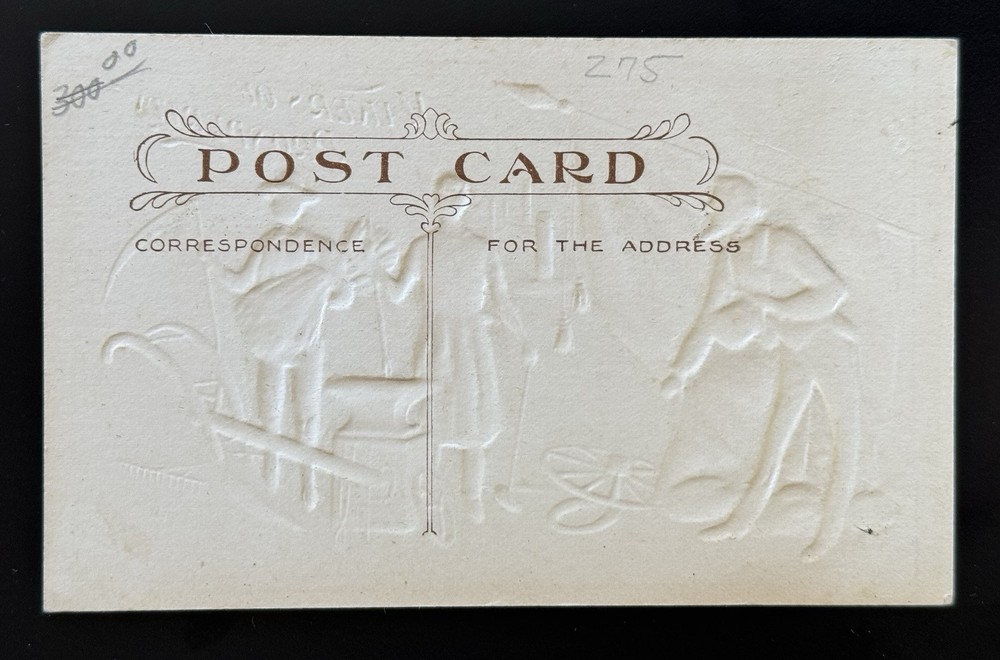 300 00
275
POST CARD
CORRESPONDENCE
FOR THE ADDRESS